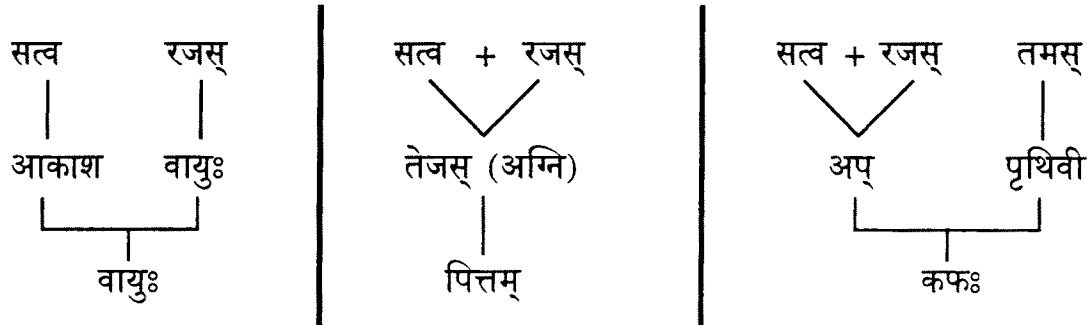 सत्व रजस् सत्व + रजस् सत्व + रजस् तमस्
आकाश वायुः तेजस् (अग्नि) अप् पृथिवी
वायुः पित्तम् कफः